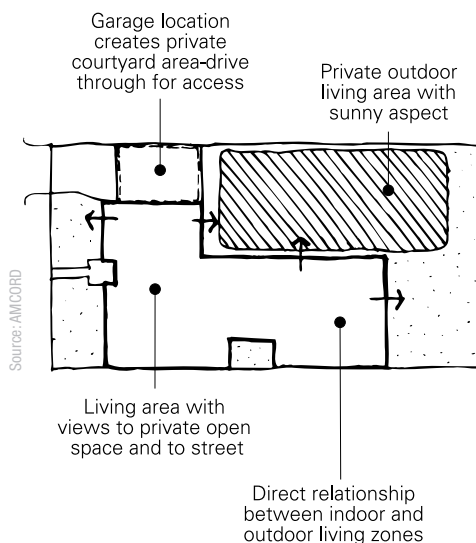 Garage location
creates private
courtyard area-drive
through for access
Private outdoor
living area with
sunny aspect
Source: AMCORD
Living area with
views to private open
space and to street
Direct relationship
between indoor and
outdoor living zones